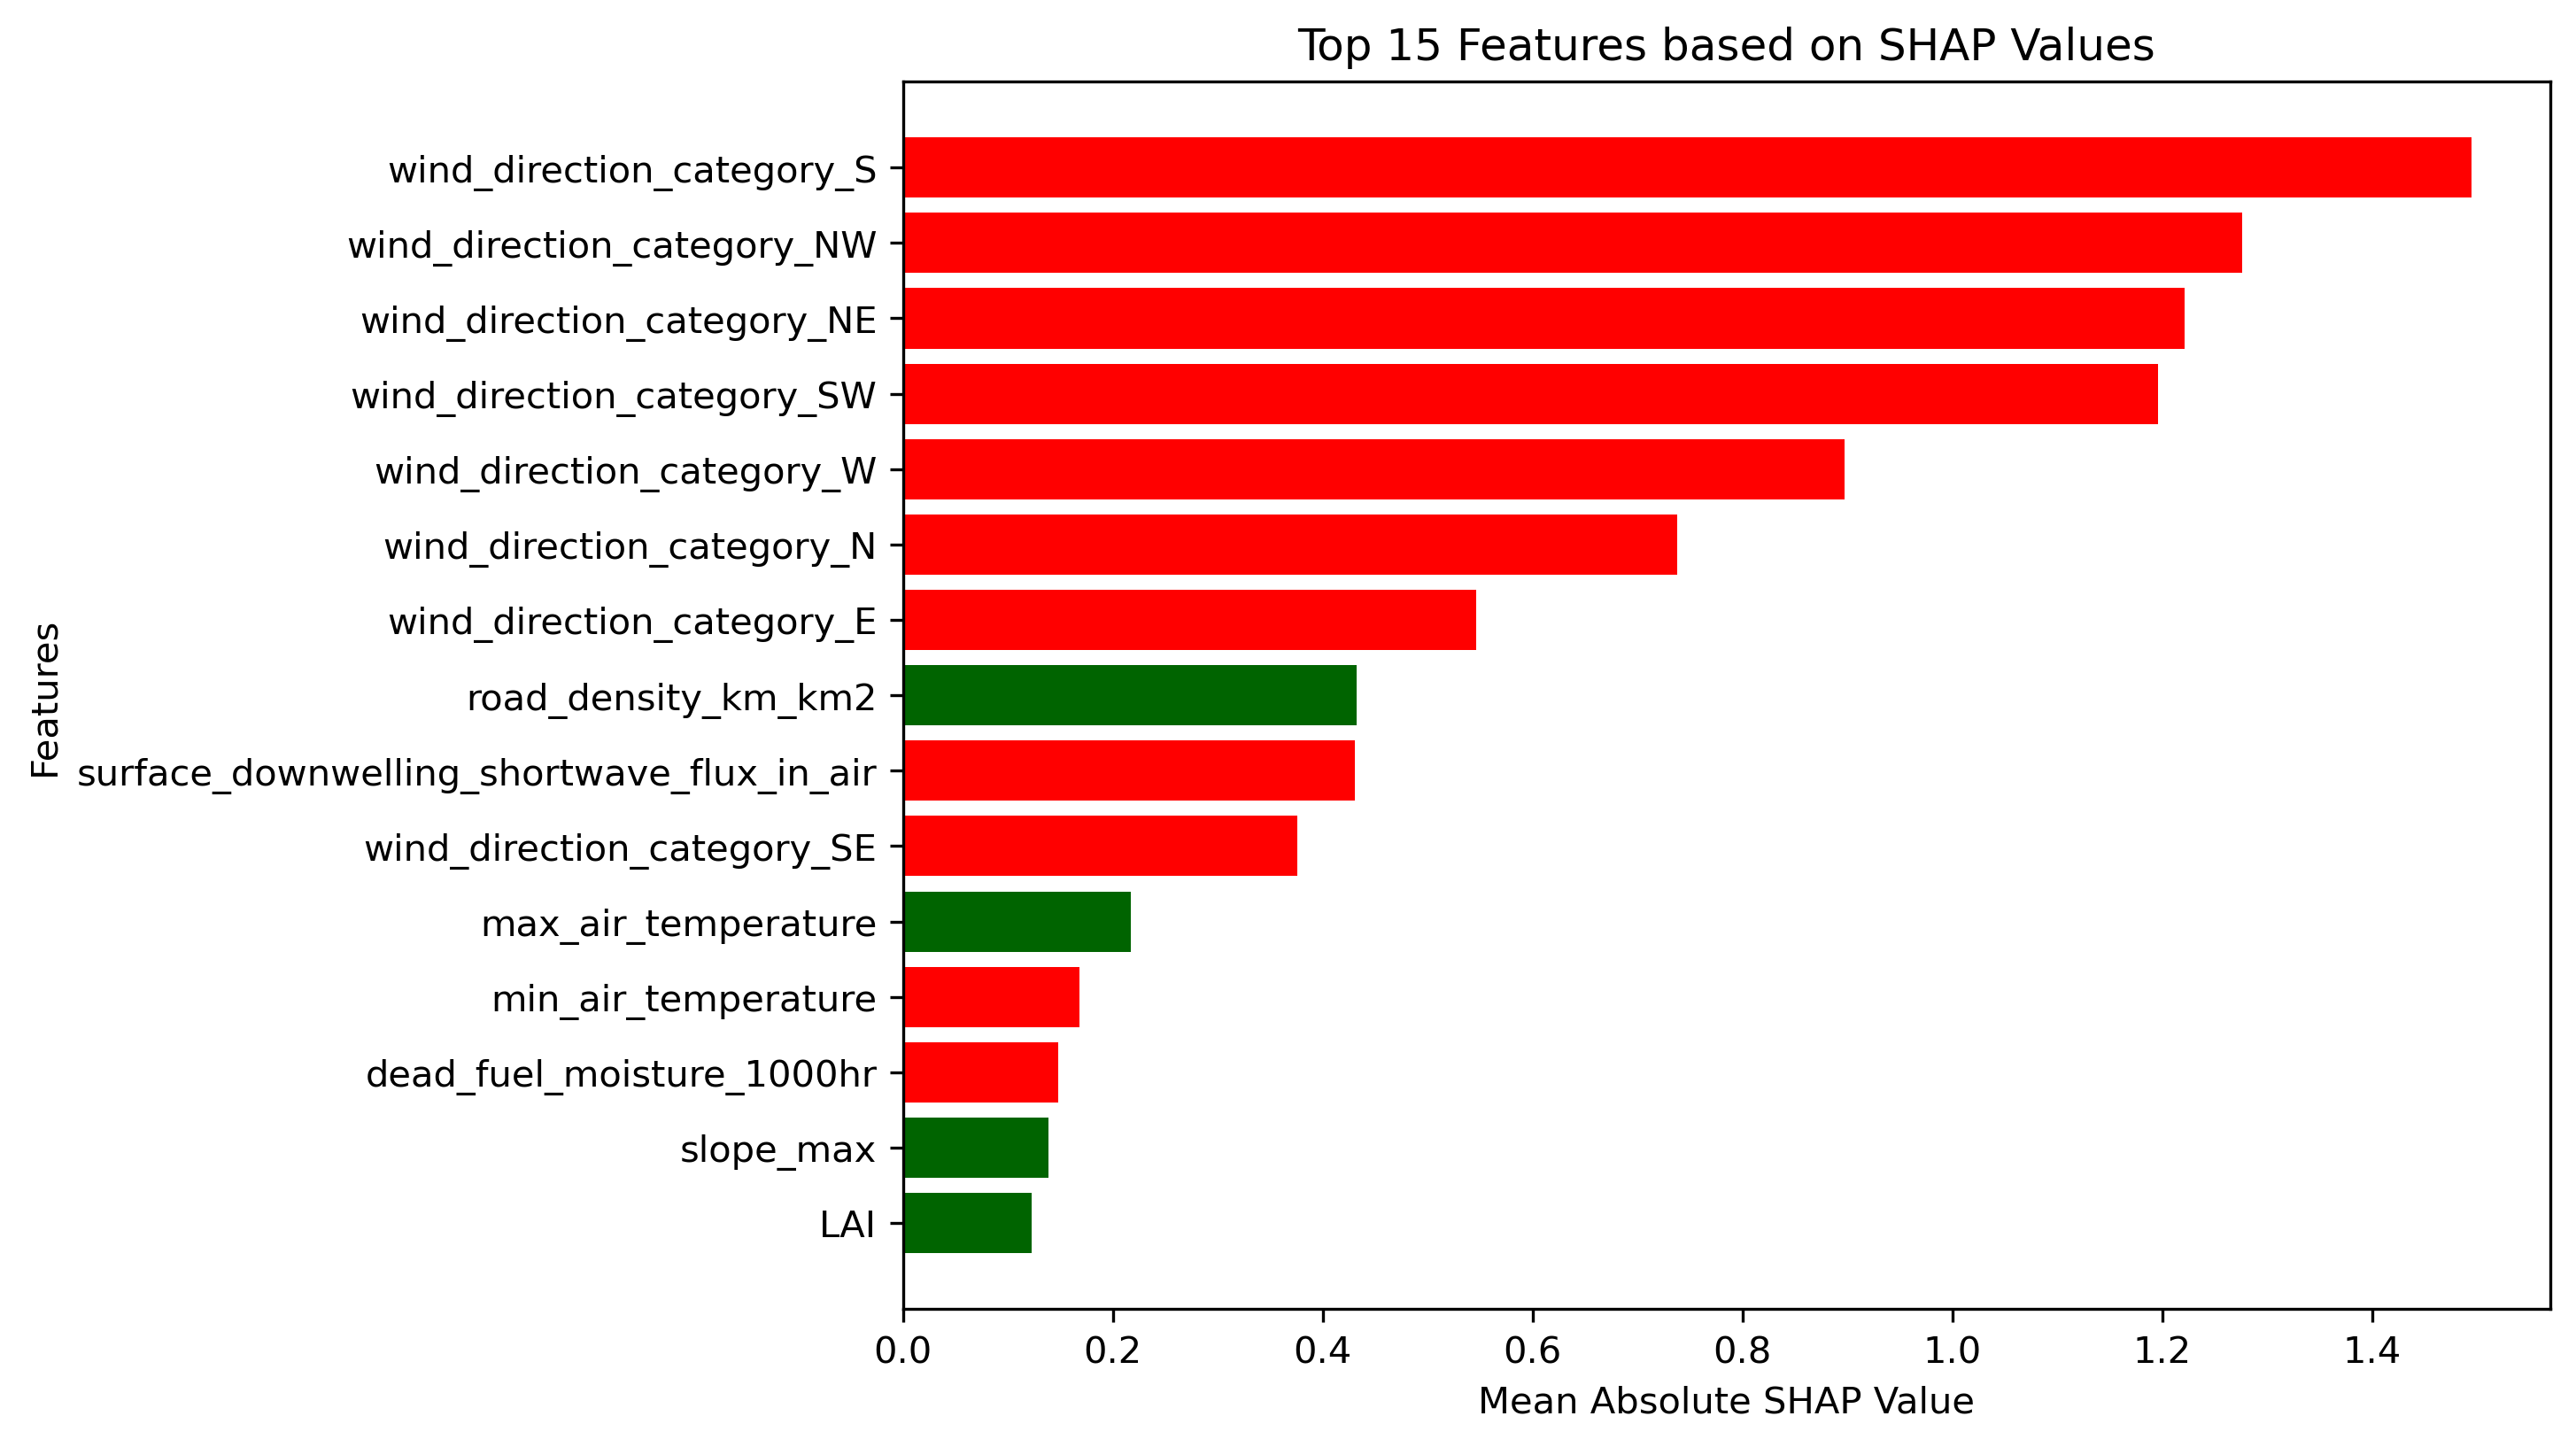 Top 15 Features based on SHAP Values
Features
wind_direction_category_S
wind_direction_category_NW
wind_direction_category_NE
wind_direction_category_SW
wind_direction_category_W
wind_direction_category_N
wind_direction_category_E
road_density_km_km2
surface_downwelling_shortwave_flux_in_air
wind_direction_category_SE
max_air_temperature
min_air_temperature
dead_fuel_moisture_1000hr
slope_max
LAI
0.0 0.2 0.4 0.6 0.8 1.0 1.2 1.4
Mean Absolute SHAP Value